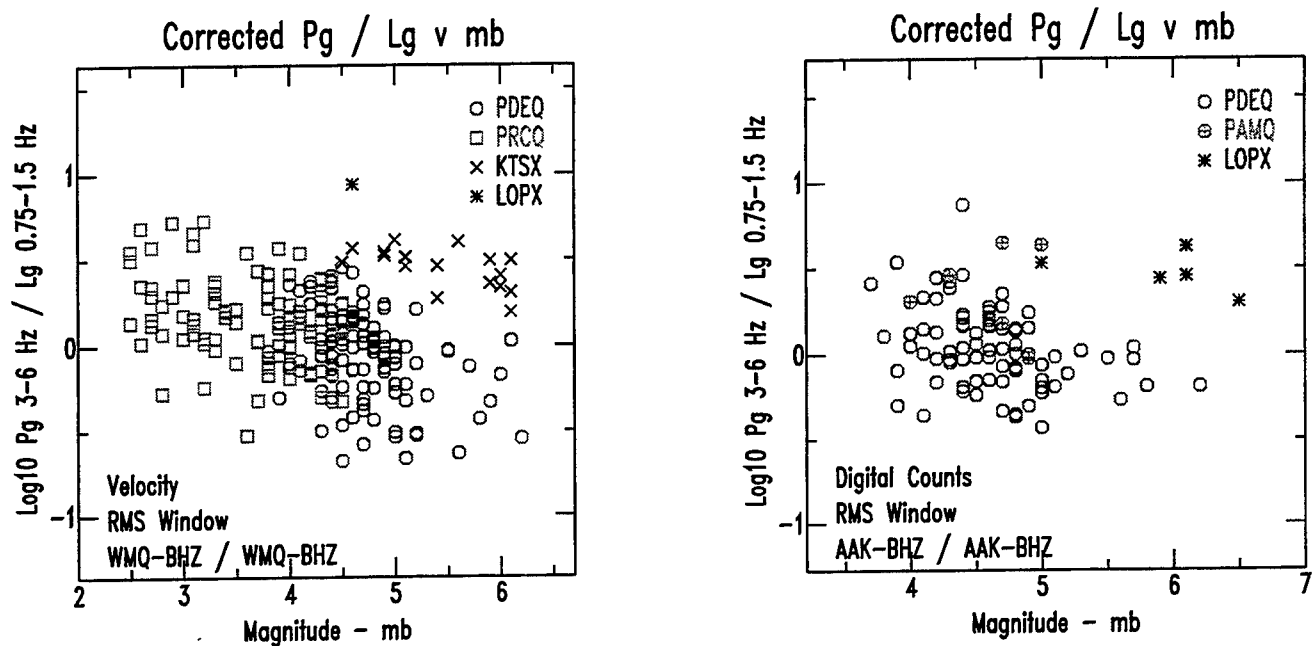 Corrected Pg / Lg v mb
Log10 Pg 3-6 Hz / Lg 0.75-1.5 Hz
1
0
-1
PDEQ
PRCQ
KTSX
LOPX
Velocity
RMS Window
WMQ-BHZ / WMQ-BHZ
2 3 4 5 6
Magnitude - mb
Corrected Pg / Lg v mb
Log10 Pg 3-6 Hz / Lg 0.75-1.5 Hz
1
0
-1
PDEQ
PAMQ
LOPX
Digital Counts
RMS Window
AAK-BHZ / AAK-BHZ
4 5 6 7
Magnitude - mb